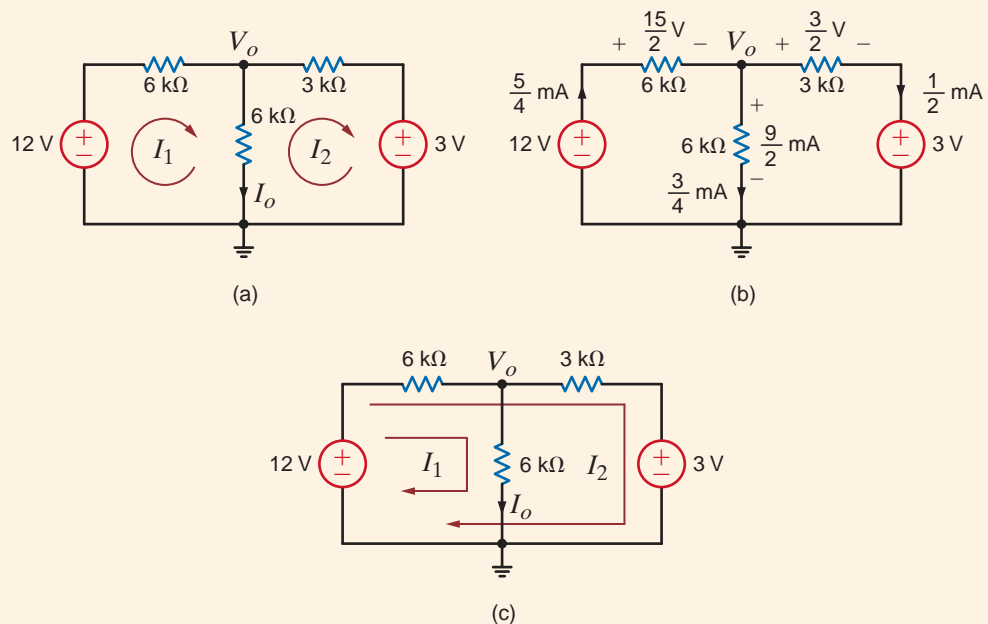 V_o
6 kΩ
3 kΩ
6 kΩ
12 V
+
−
I_1
I_2
+
−
3 V
I_o
(a)
+ 15/2 V −
V_o
+ 3/2 V −
6 kΩ
3 kΩ
5/4 mA
1/2 mA
+
12 V
+
−
6 kΩ
9/2 mA
+
−
3 V
3/4 mA
−
(b)
6 kΩ
V_o
3 kΩ
12 V
+
−
I_1
6 kΩ
I_2
+
−
3 V
I_o
(c)